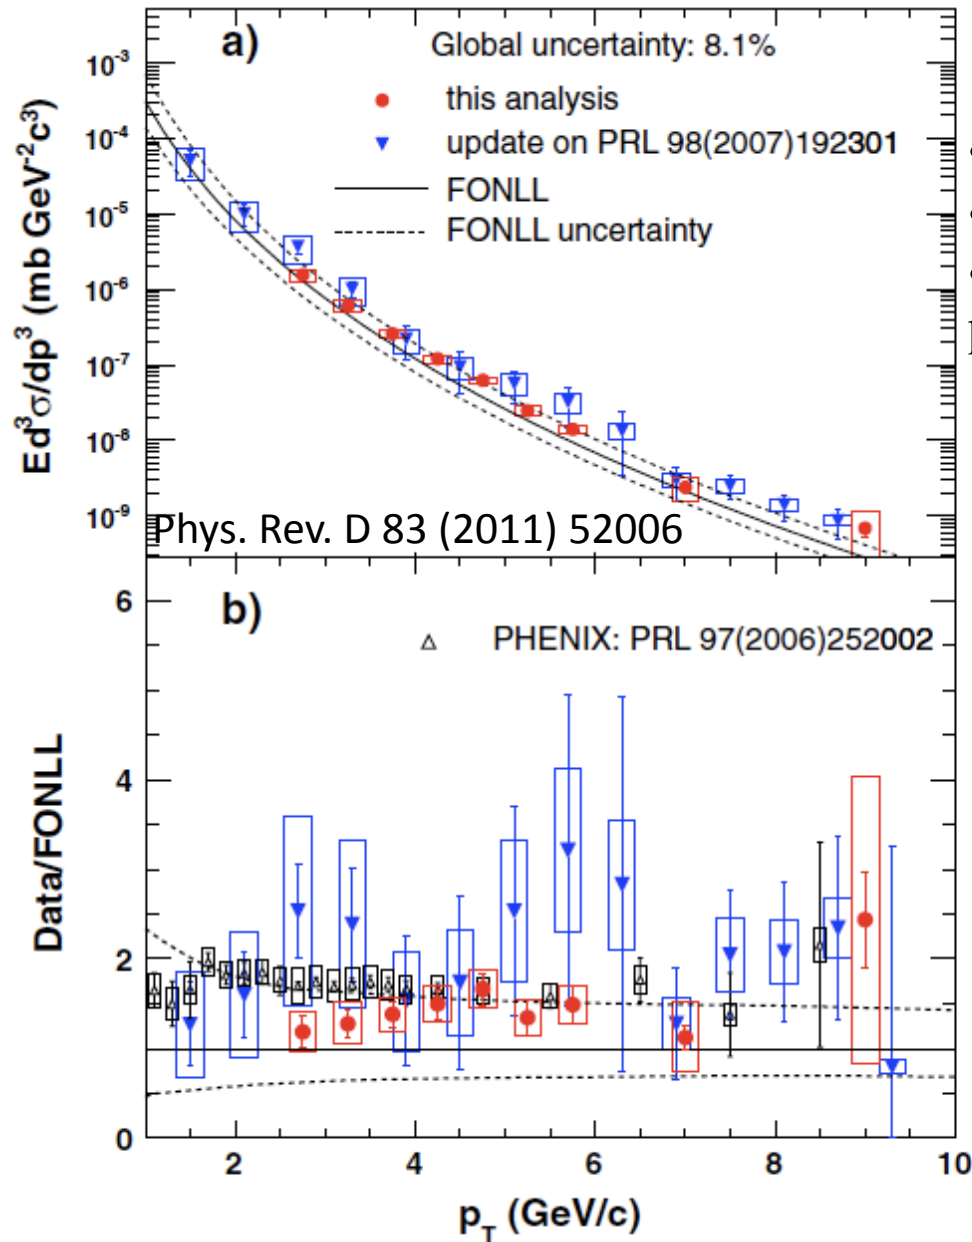 a)
Global uncertainty: 8.1%
this analysis
update on PRL 98(2007)192301
FONLL
FONLL uncertainty
10⁻³
10⁻⁴
10⁻⁵
10⁻⁶
10⁻⁷
10⁻⁸
10⁻⁹
Ed³σ/dp³ (mb GeV⁻²c³)
Phys. Rev. D 83 (2011) 52006
b)
PHENIX: PRL 97(2006)252002
6
4
2
0
Data/FONLL
2 4 6 8 10
p_T (GeV/c)